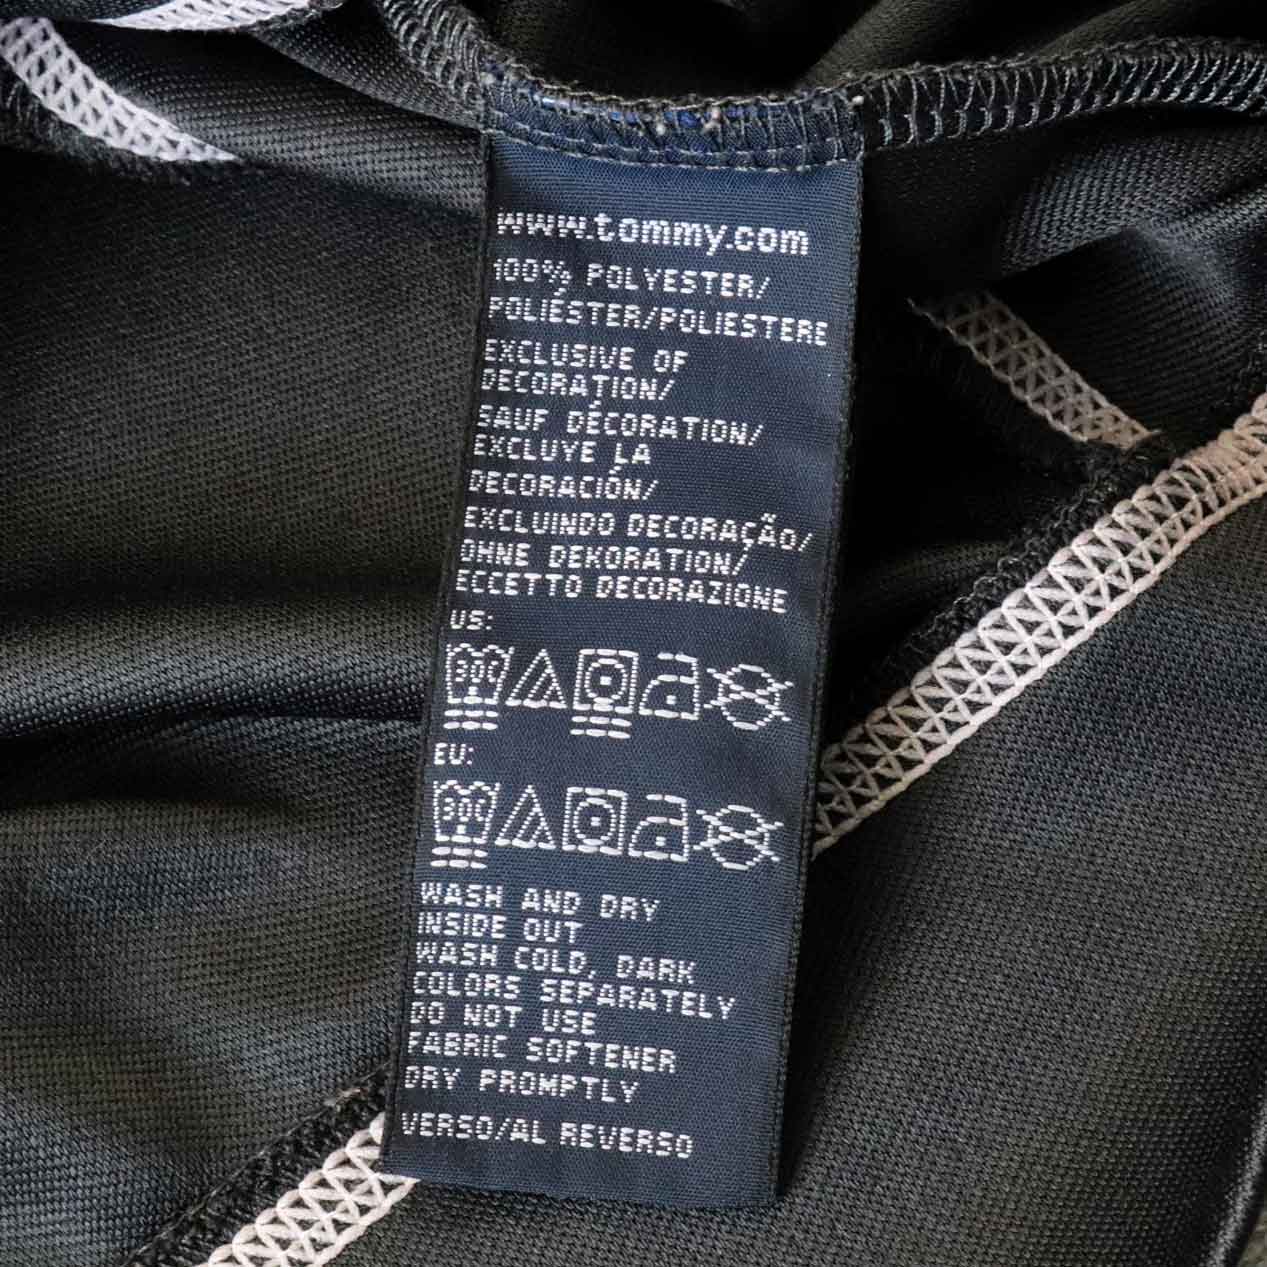 www.tommy.com
100% POLYESTER/
POLIÉSTER/POLIESTERE
EXCLUSIVE OF
DECORATION/
SAUF DÉCORATION/
EXCLUYE LA
DECORACIÓN/
EXCLUINDO DECORAÇÃO/
OHNE DEKORATION/
ECCETTO DECORAZIONE
US:
30C
EU:
30C
WASH AND DRY
INSIDE OUT
WASH COLD, DARK
COLORS SEPARATELY
DO NOT USE
FABRIC SOFTENER
DRY PROMPTLY
VERSO/AL REVERSO